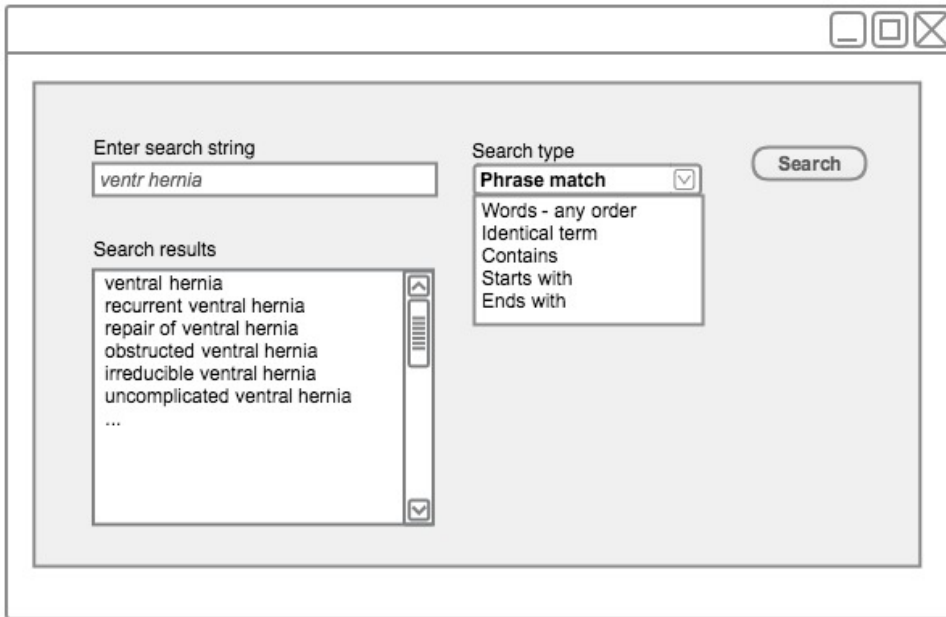 Enter search string
ventr hernia
Search results
ventral hernia
recurrent ventral hernia
repair of ventral hernia
obstructed ventral hernia
irreducible ventral hernia
uncomplicated ventral hernia
...
Search type
Phrase match
Words - any order
Identical term
Contains
Starts with
Ends with
Search